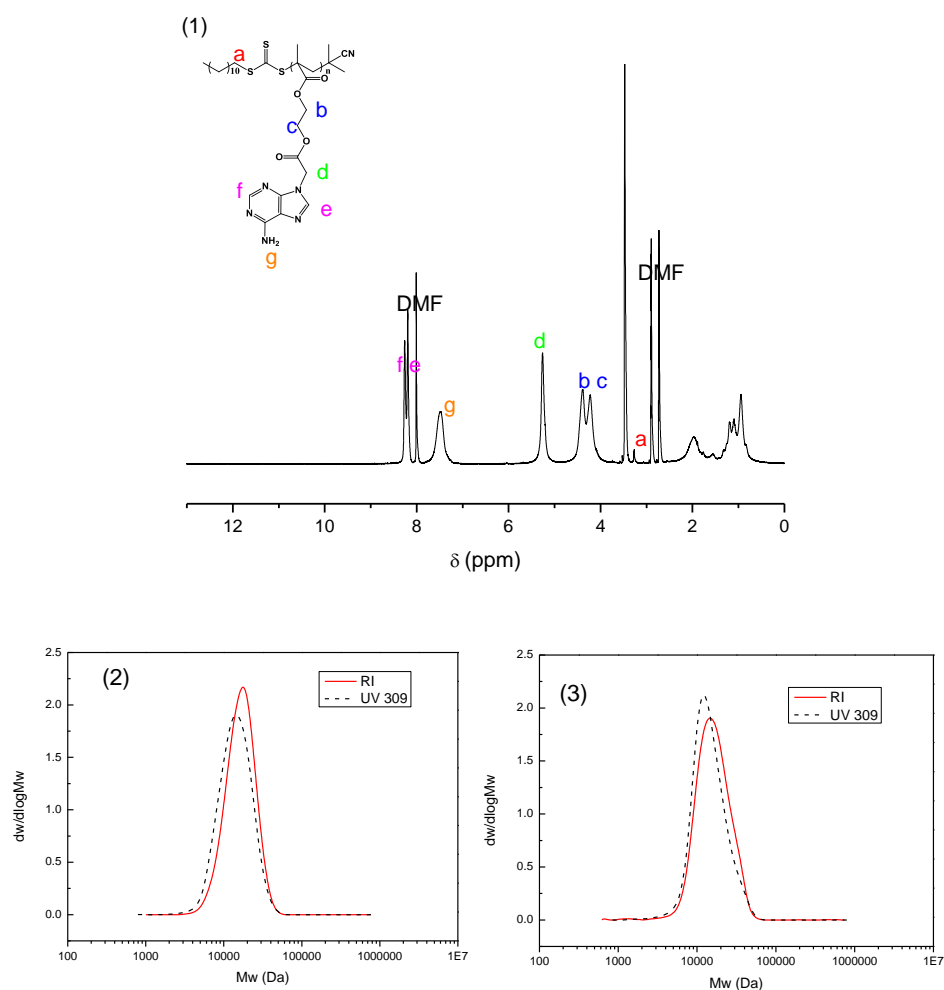 (1)
a
S
CN
10
S
S
n
O
O
b
c
O
O
d
f
N
N
e
N
N
NH2
g
DMF
DMF
d
f e
b c
g
a
12 10 8 6 4 2 0
δ (ppm)
(2)
RI
UV 309
2.5
2.0
1.5
1.0
0.5
0.0
dw/dlogMw
100 1000 10000 100000 1000000 1E7
Mw (Da)
(3)
RI
UV 309
2.5
2.0
1.5
1.0
0.5
0.0
dw/dlogMw
100 1000 10000 100000 1000000 1E7
Mw (Da)